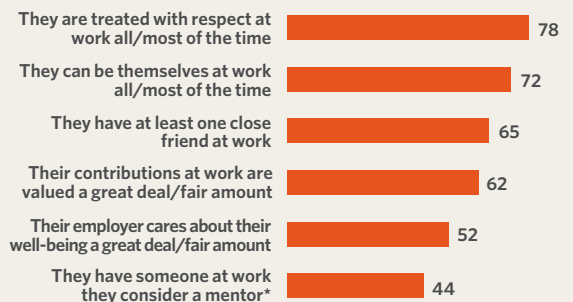 They are treated with respect at
work all/most of the time
78
They can be themselves at work
all/most of the time
72
They have at least one close
friend at work
65
Their contributions at work are
valued a great deal/fair amount
62
Their employer cares about their
well-being a great deal/fair amount
52
They have someone at work
they consider a mentor*
44